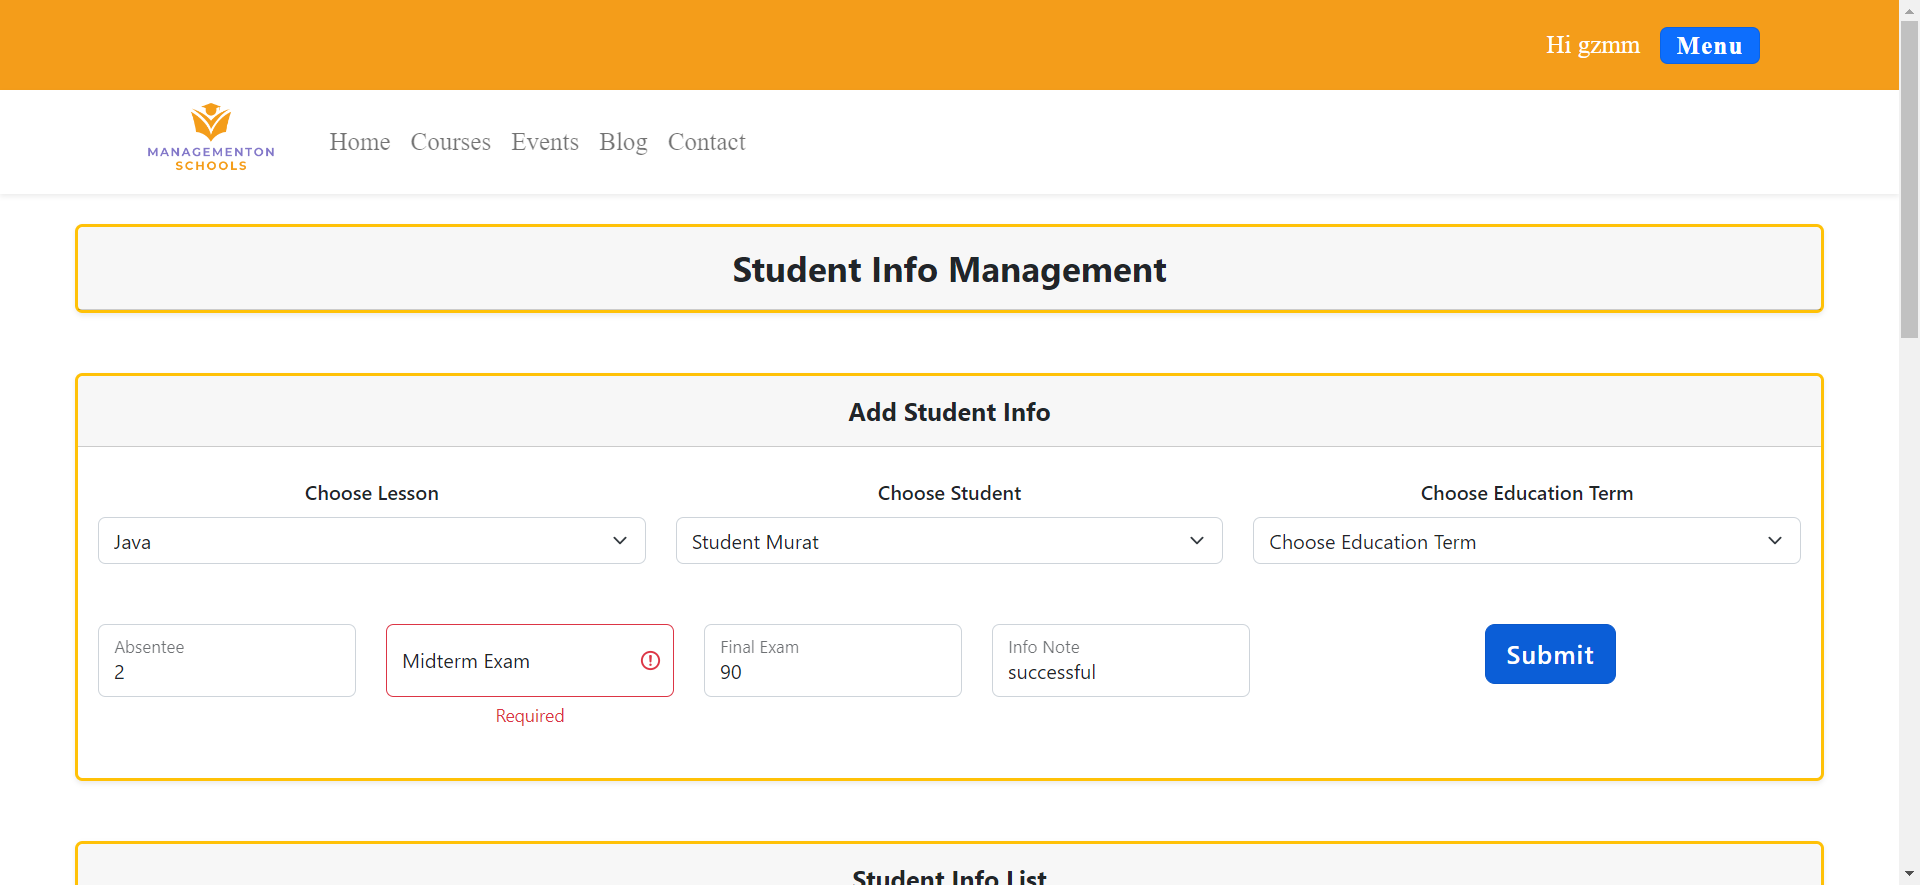 Hi gzmm Menu
MANAGEMENTON
SCHOOLS
Home Courses Events Blog Contact
Student Info Management
Add Student Info
Choose Lesson Choose Student Choose Education Term
Java Student Murat Choose Education Term
Absentee
2
Midterm Exam
Required
Final Exam
90
Info Note
successful
Submit
Student Info List